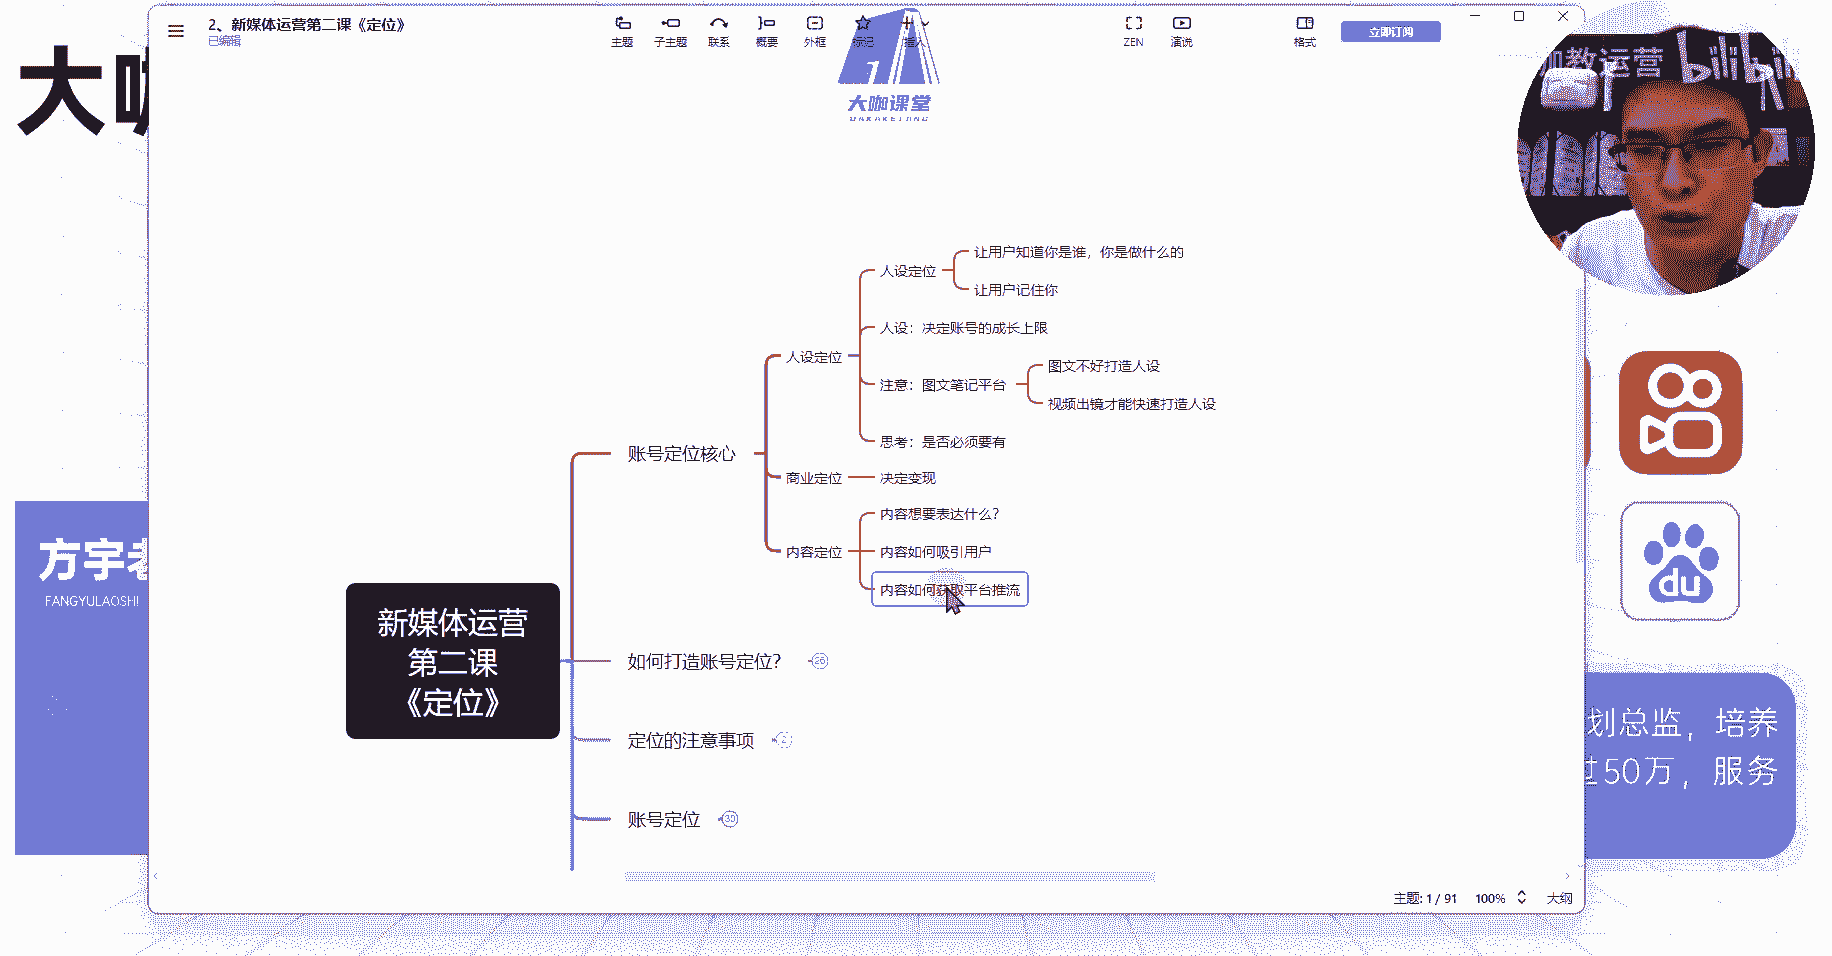 2、新媒体运营第二课《定位》
已编辑
主题
子主题
联系
概要
外框
标记
插入
ZEN
演说
格式
立即订阅
大咖课堂
DAKAKETANG
咖教运营 bilibili
大咖
让用户知道你是谁，你是做什么的
人设定位
让用户记住你
人设：决定账号的成长上限
人设定位
图文不好打造人设
注意：图文笔记平台
视频出镜才能快速打造人设
思考：是否必须要有
账号定位核心
商业定位
决定变现
内容想要表达什么？
内容定位
内容如何吸引用户
内容如何获取平台推流
方宇老
FANGYULAOSHI
新媒体运营
第二课
《定位》
如何打造账号定位？
26
定位的注意事项
2
账号定位
30
du
划总监，培养
过50万，服务
主题: 1 / 91
100%
大纲